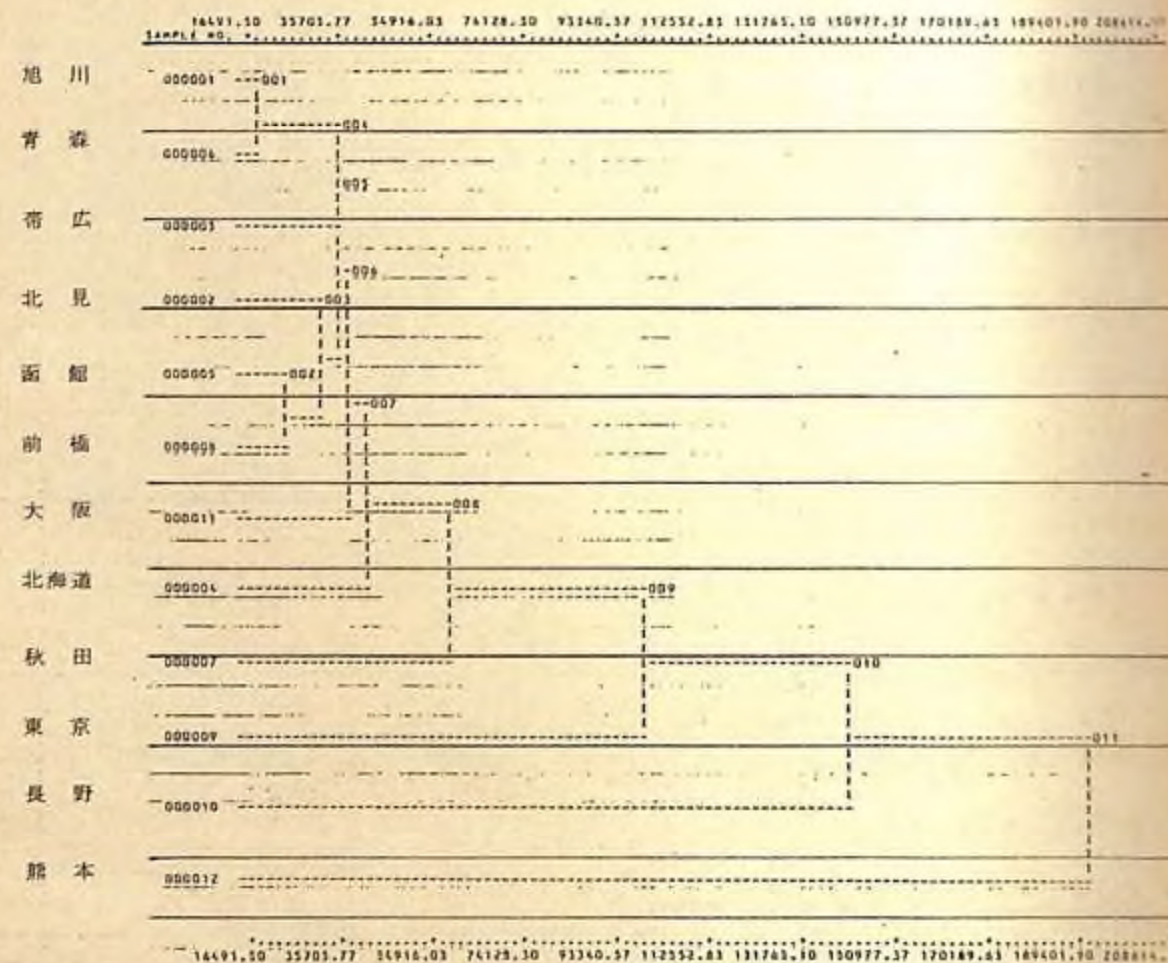 16491.50 35703.77 54916.03 74128.30 93340.57 112552.83 131765.10 150977.37 170189.63 189401.90
SAMPLE NO.
旭 川 000001 001
004
青 森 000006
005
帯 広 000003
006
北 見 000002 003
函 館 000005 002
007
前 橋 000008
008
大 阪 000011
北海道 000004 009
秋 田 000007 010
東 京 000009 011
長 野 000010
熊 本 000012
16491.50 35703.77 54916.03 74128.30 93340.57 112552.83 131765.10 150977.37 170189.63 189401.90